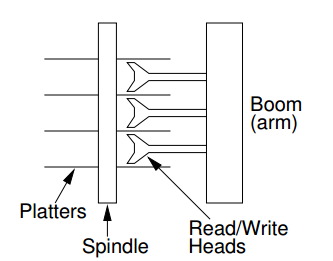 Boom
(arm)
Platters
Spindle
Read/Write
Heads